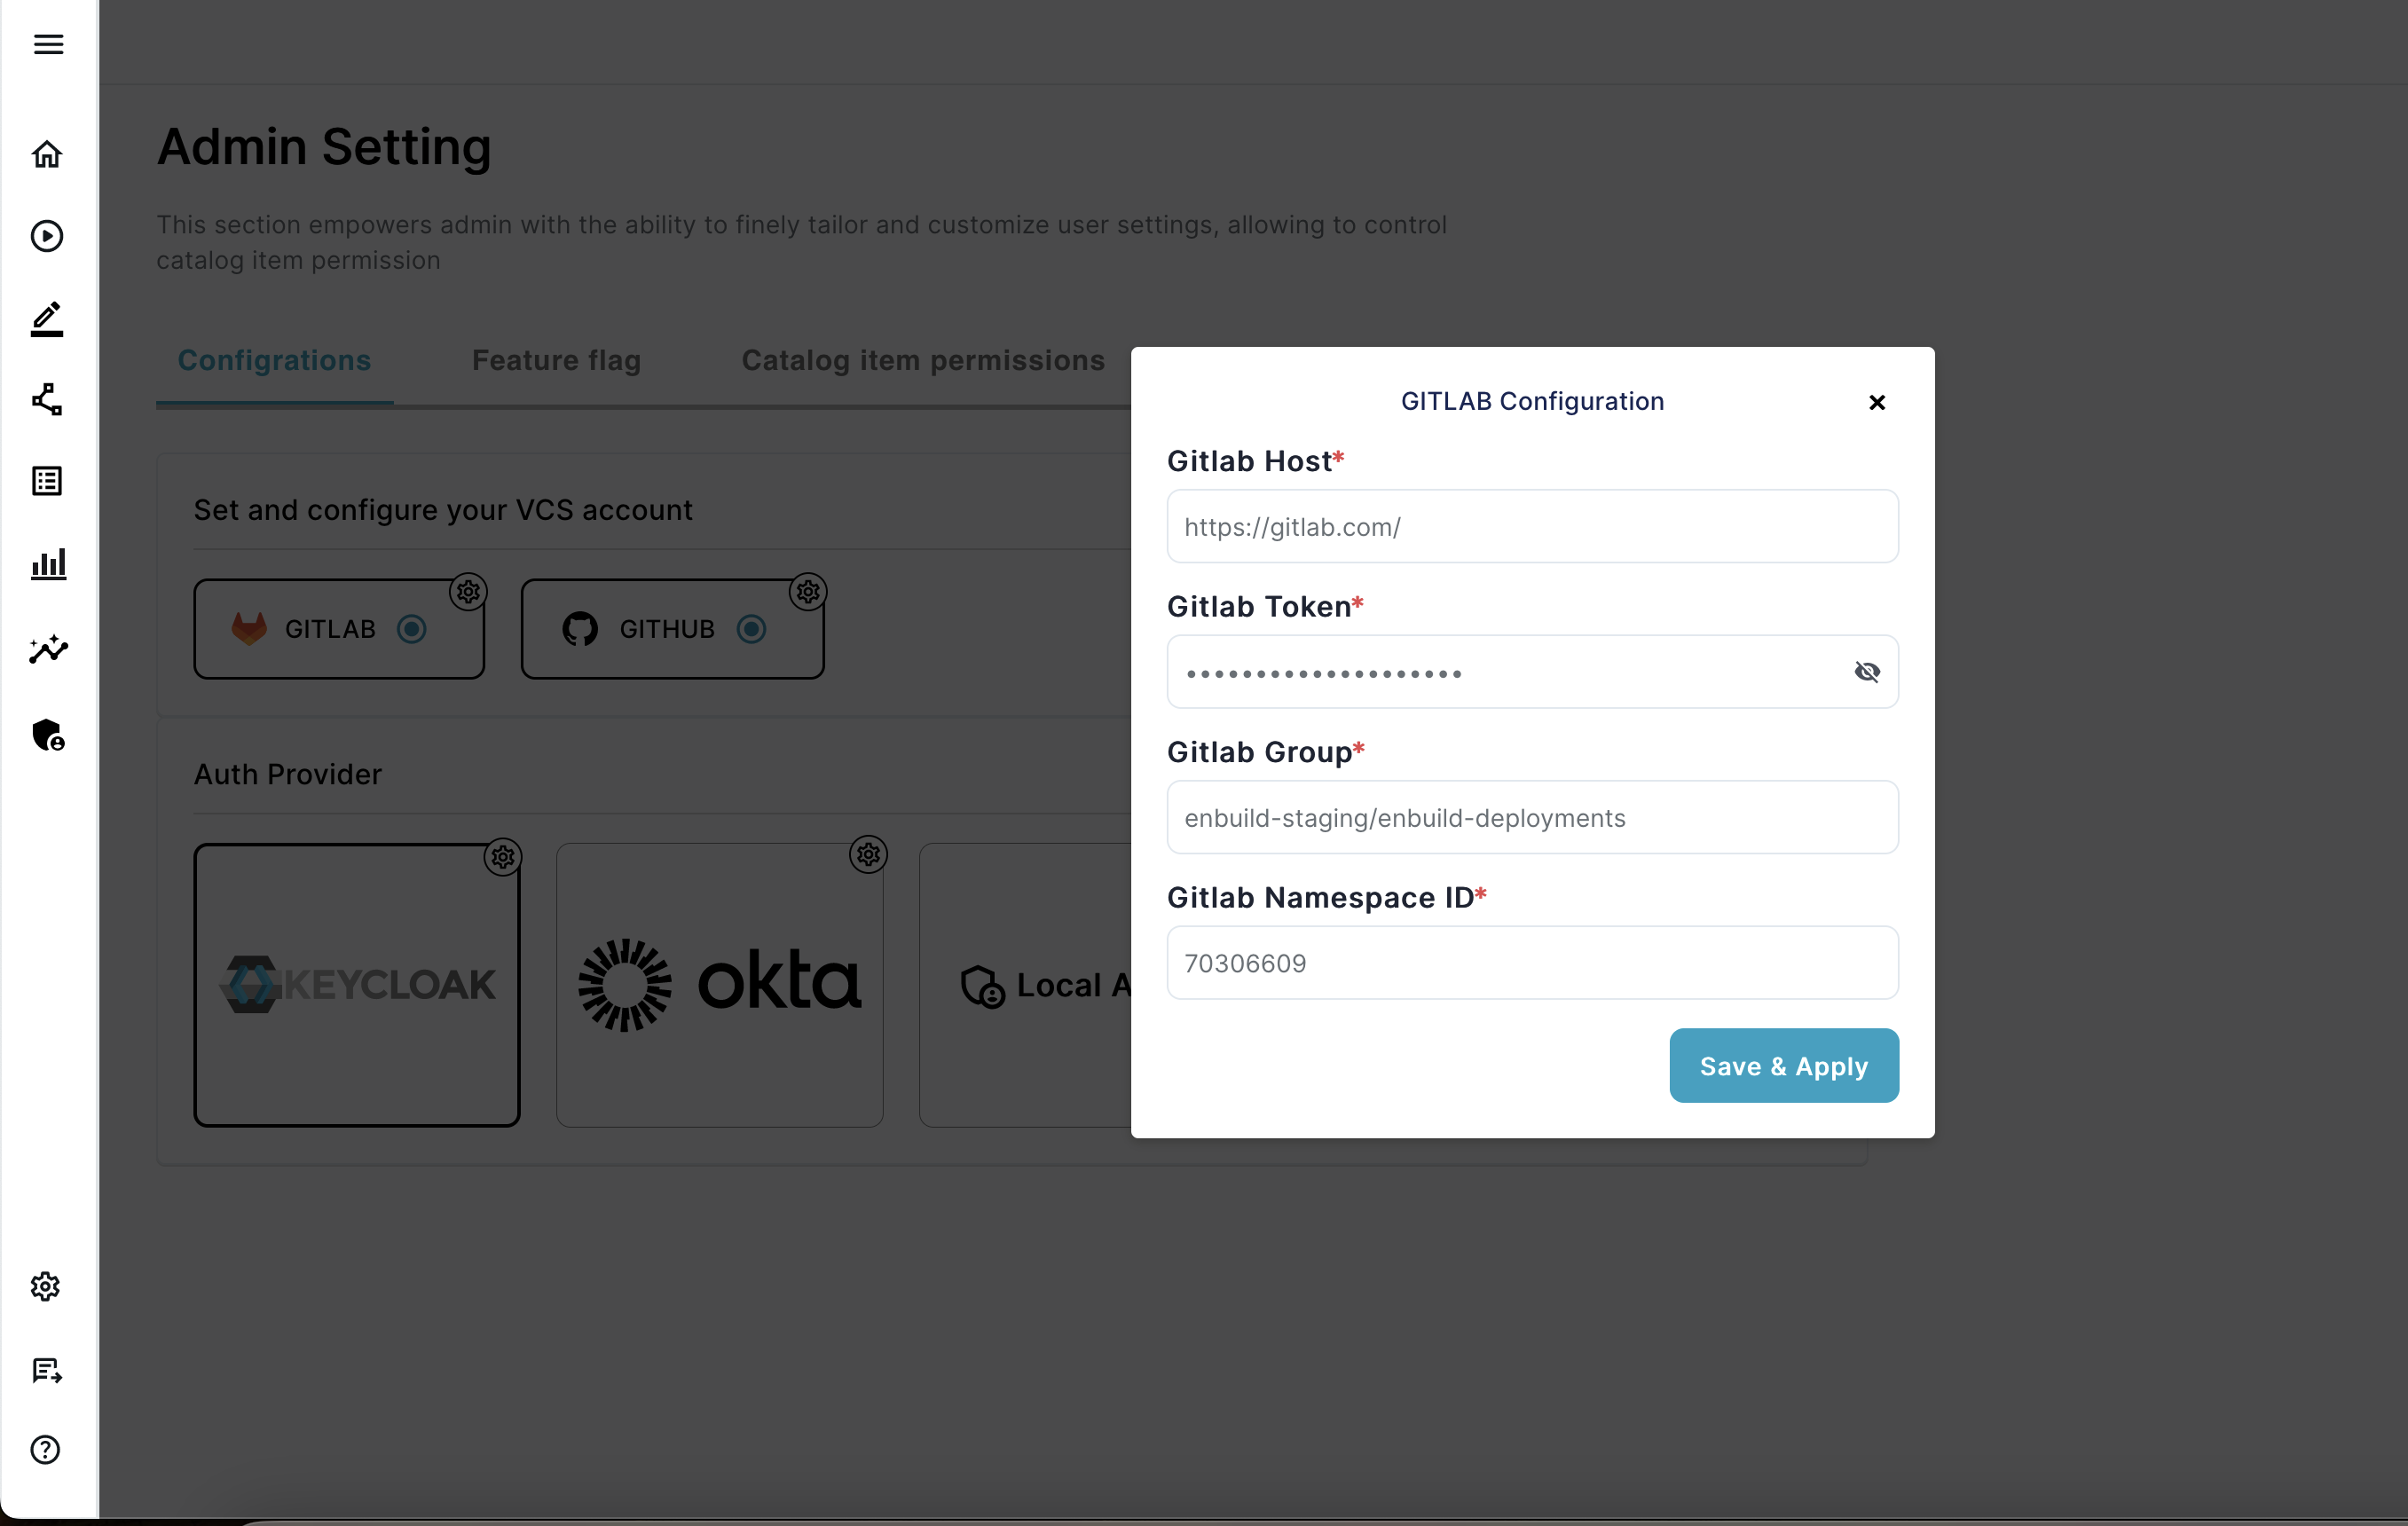 Admin Setting
This section empowers admin with the ability to finely tailor and customize user settings, allowing to control
catalog item permission
Configrations
Feature flag
Catalog item permissions
Set and configure your VCS account
GITLAB
GITHUB
Auth Provider
KEYCLOAK
okta
Local A
GITLAB Configuration
Gitlab Host*
https://gitlab.com/
Gitlab Token*
••••••••••••••••••••
Gitlab Group*
enbuild-staging/enbuild-deployments
Gitlab Namespace ID*
70306609
Save & Apply